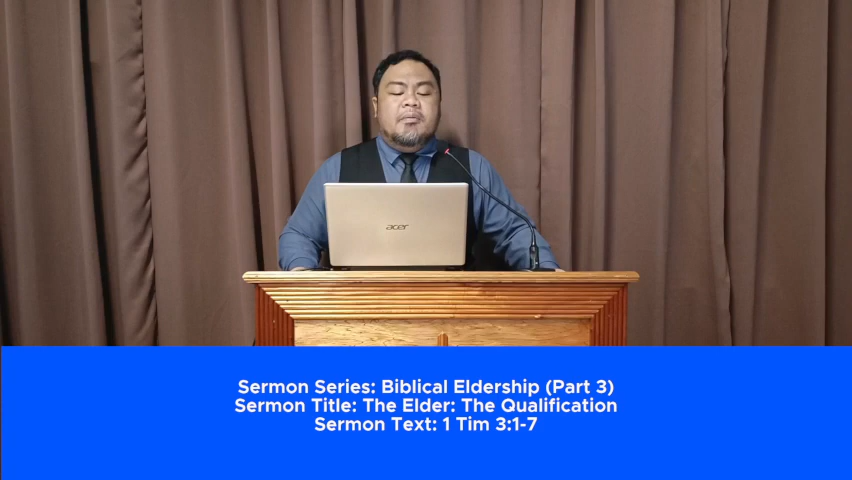 acer
Sermon Series: Biblical Eldership (Part 3)
Sermon Title: The Elder: The Qualification
Sermon Text: 1 Tim 3:1-7